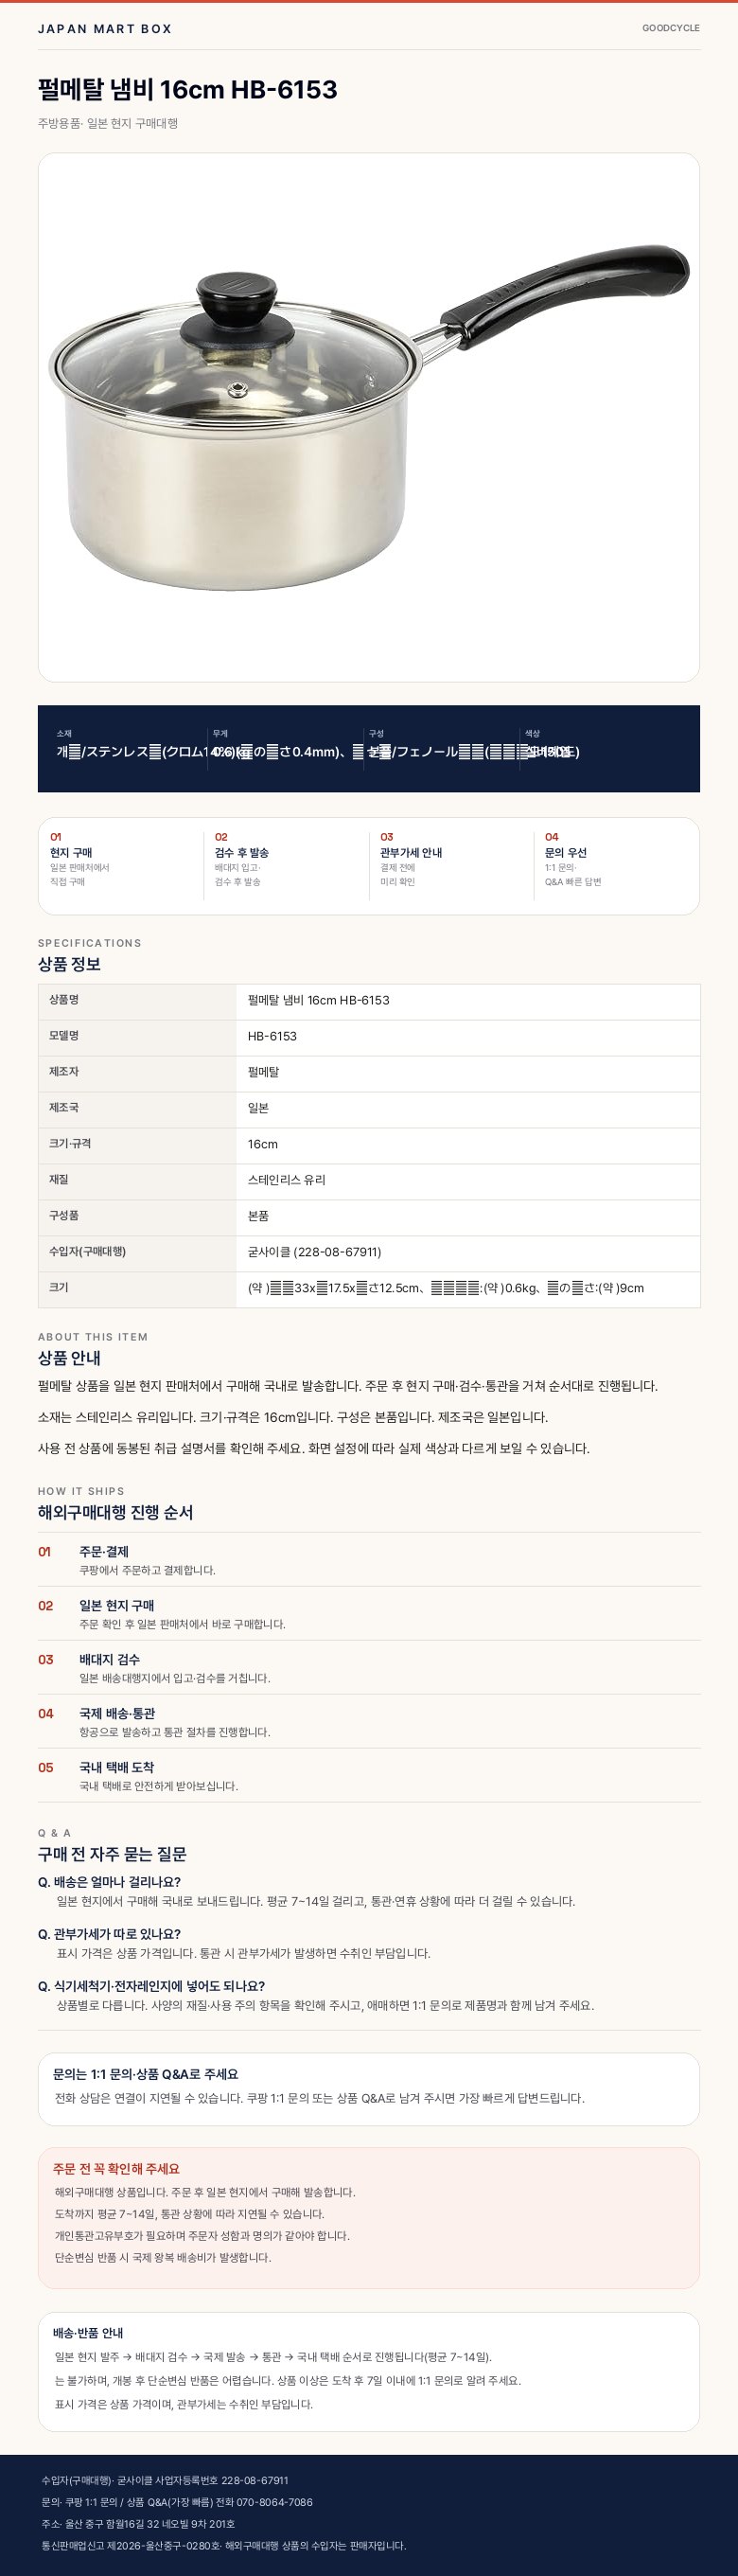 JAPAN MART BOX
GOODCYCLE
펄메탈 냄비 16cm HB-6153
주방용품· 일본 현지 구매대행
소재
무게
구성
색상
개/ステンレス(クロム14%)(の さ0.4mm)、
/フェノール
01
현지 구매
일본 판매처에서
직접 구매
02
검수 후 발송
배대지 입고·
검수 후 발송
03
관부가세 안내
결제 전에
미리 확인
04
문의 우선
1:1 문의·
Q&A 빠른 답변
SPECIFICATIONS
상품 정보
상품명 펄메탈 냄비 16cm HB-6153
모델명 HB-6153
제조자 펄메탈
제조국 일본
크기·규격 16cm
재질 스테인리스 유리
구성품 본품
수입자(구매대행) 굳사이클 (228-08-67911)
크기 (약 )33x17.5xさ12.5cm、:(약 )0.6kg、のさ:(약 )9cm
ABOUT THIS ITEM
상품 안내
펄메탈 상품을 일본 현지 판매처에서 구매해 국내로 발송합니다. 주문 후 현지 구매·검수·통관을 거쳐 순서대로 진행됩니다.
소재는 스테인리스 유리입니다. 크기·규격은 16cm입니다. 구성은 본품입니다. 제조국은 일본입니다.
사용 전 상품에 동봉된 취급 설명서를 확인해 주세요. 화면 설정에 따라 실제 색상과 다르게 보일 수 있습니다.
HOW IT SHIPS
해외구매대행 진행 순서
01 주문·결제
쿠팡에서 주문하고 결제합니다.
02 일본 현지 구매
주문 확인 후 일본 판매처에서 바로 구매합니다.
03 배대지 검수
일본 배송대행지에서 입고·검수를 거칩니다.
04 국제 배송·통관
항공으로 발송하고 통관 절차를 진행합니다.
05 국내 택배 도착
국내 택배로 안전하게 받아보십니다.
Q & A
구매 전 자주 묻는 질문
Q. 배송은 얼마나 걸리나요?
일본 현지에서 구매해 국내로 보내드립니다. 평균 7~14일 걸리고, 통관·연휴 상황에 따라 더 걸릴 수 있습니다.
Q. 관부가세가 따로 있나요?
표시 가격은 상품 가격입니다. 통관 시 관부가세가 발생하면 수취인 부담입니다.
Q. 식기세척기·전자레인지에 넣어도 되나요?
상품별로 다릅니다. 사양의 재질·사용 주의 항목을 확인해 주시고, 애매하면 1:1 문의로 제품명과 함께 남겨 주세요.
문의는 1:1 문의·상품 Q&A로 주세요
전화 상담은 연결이 지연될 수 있습니다. 쿠팡 1:1 문의 또는 상품 Q&A로 남겨 주시면 가장 빠르게 답변드립니다.
주문 전 꼭 확인해 주세요
해외구매대행 상품입니다. 주문 후 일본 현지에서 구매해 발송합니다.
도착까지 평균 7~14일, 통관 상황에 따라 지연될 수 있습니다.
개인통관고유부호가 필요하며 주문자 성함과 명의가 같아야 합니다.
단순변심 반품 시 국제 왕복 배송비가 발생합니다.
배송·반품 안내
일본 현지 발주 → 배대지 검수 → 국제 발송 → 통관 → 국내 택배 순서로 진행됩니다(평균 7~14일).
는 불가하며, 개봉 후 단순변심 반품은 어렵습니다. 상품 이상은 도착 후 7일 이내에 1:1 문의로 알려 주세요.
표시 가격은 상품 가격이며, 관부가세는 수취인 부담입니다.
수입자(구매대행)· 굳사이클 사업자등록번호 228-08-67911
문의· 쿠팡 1:1 문의 / 상품 Q&A(가장 빠름) 전화 070-8064-7086
주소· 울산 중구 함월16길 32 네오빌 9차 201호
통신판매업신고 제2026-울산중구-0280호· 해외구매대행 상품의 수입자는 판매자입니다.